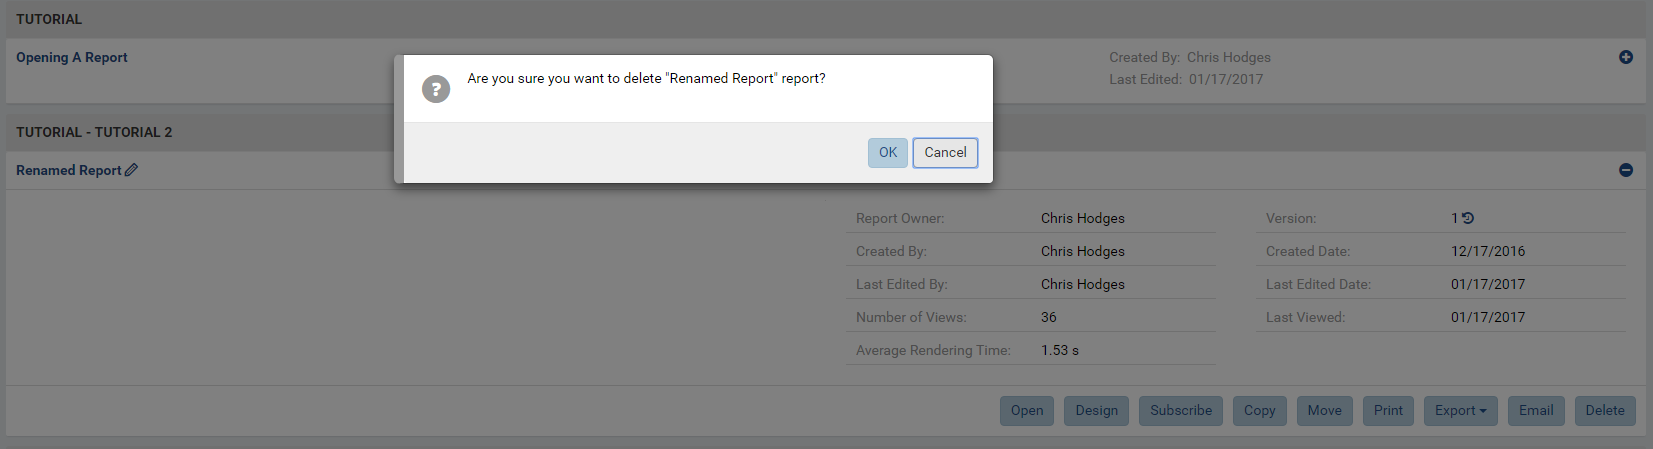 TUTORIAL
Opening A Report
Created By: Chris Hodges
Last Edited: 01/17/2017
Are you sure you want to delete "Renamed Report" report?
OK Cancel
TUTORIAL - TUTORIAL 2
Renamed Report
Report Owner: Chris Hodges Version: 1
Created By: Chris Hodges Created Date: 12/17/2016
Last Edited By: Chris Hodges Last Edited Date: 01/17/2017
Number of Views: 36 Last Viewed: 01/17/2017
Average Rendering Time: 1.53 s
Open Design Subscribe Copy Move Print Export Email Delete